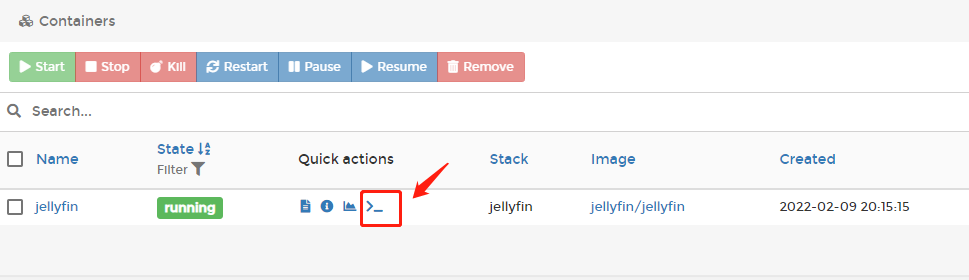 Containers
Start Stop Kill Restart Pause Resume Remove
Search...
Name State Quick actions Stack Image Created
Filter
jellyfin running jellyfin jellyfin/jellyfin 2022-02-09 20:15:15